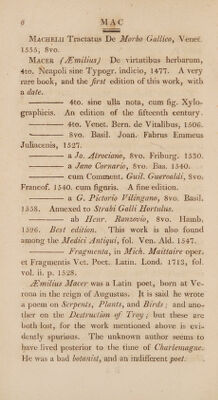 6 MAC
MACHELLI Tractatus De Morbo Gallico, Venet.
1555, 8vo.
MACER (Æmilius) De virtutibus herbarum,
4to. Neapoli sine Typogr. indicio, 1477. A very
rare book, and the first edition of this work, with
a date.
——— 4to. sine ulla nota, cum fig. Xylo-
graphicis. An edition of the fifteenth century.
——— 4to. Venet. Bern. de Vitalibus, 1506.
——— 8vo. Basil. Joan. Fabrus Emmeus
Juliacensis, 1527.
——— a Jo. Atrociano, 8vo. Friburg. 1530.
——— a Jano Cornario, 8vo. Bas. 1540.
——— cum Comment. Guil. Gueroaldi, 8vo.
Francof. 1540. cum figuris. A fine edition.
——— a G. Pictorio Vilingano, 8vo. Basil.
1558. Annexed to Strabi Galli Hortulus.
——— ab Henr. Ranzovio, 8vo. Hamb.
1596. Best edition. This work is also found
among the Medici Antiqui, fol. Ven. Ald. 1547.
——— Fragmenta, in Mich. Maittaire oper.
et Fragmentis Vet. Poet. Latin. Lond. 1713, fol.
vol. ii. p. 1528.
Æmilius Macer was a Latin poet, born at Ve-
rona in the reign of Augustus. It is said he wrote
a poem on Serpents, Plants, and Birds; and ano-
ther on the Destruction of Troy; but these are
both lost, for the work mentioned above is evi-
dently spurious. The unknown author seems to
have lived posterior to the time of Charlemagne.
He was a bad botanist, and an indifferent poet.